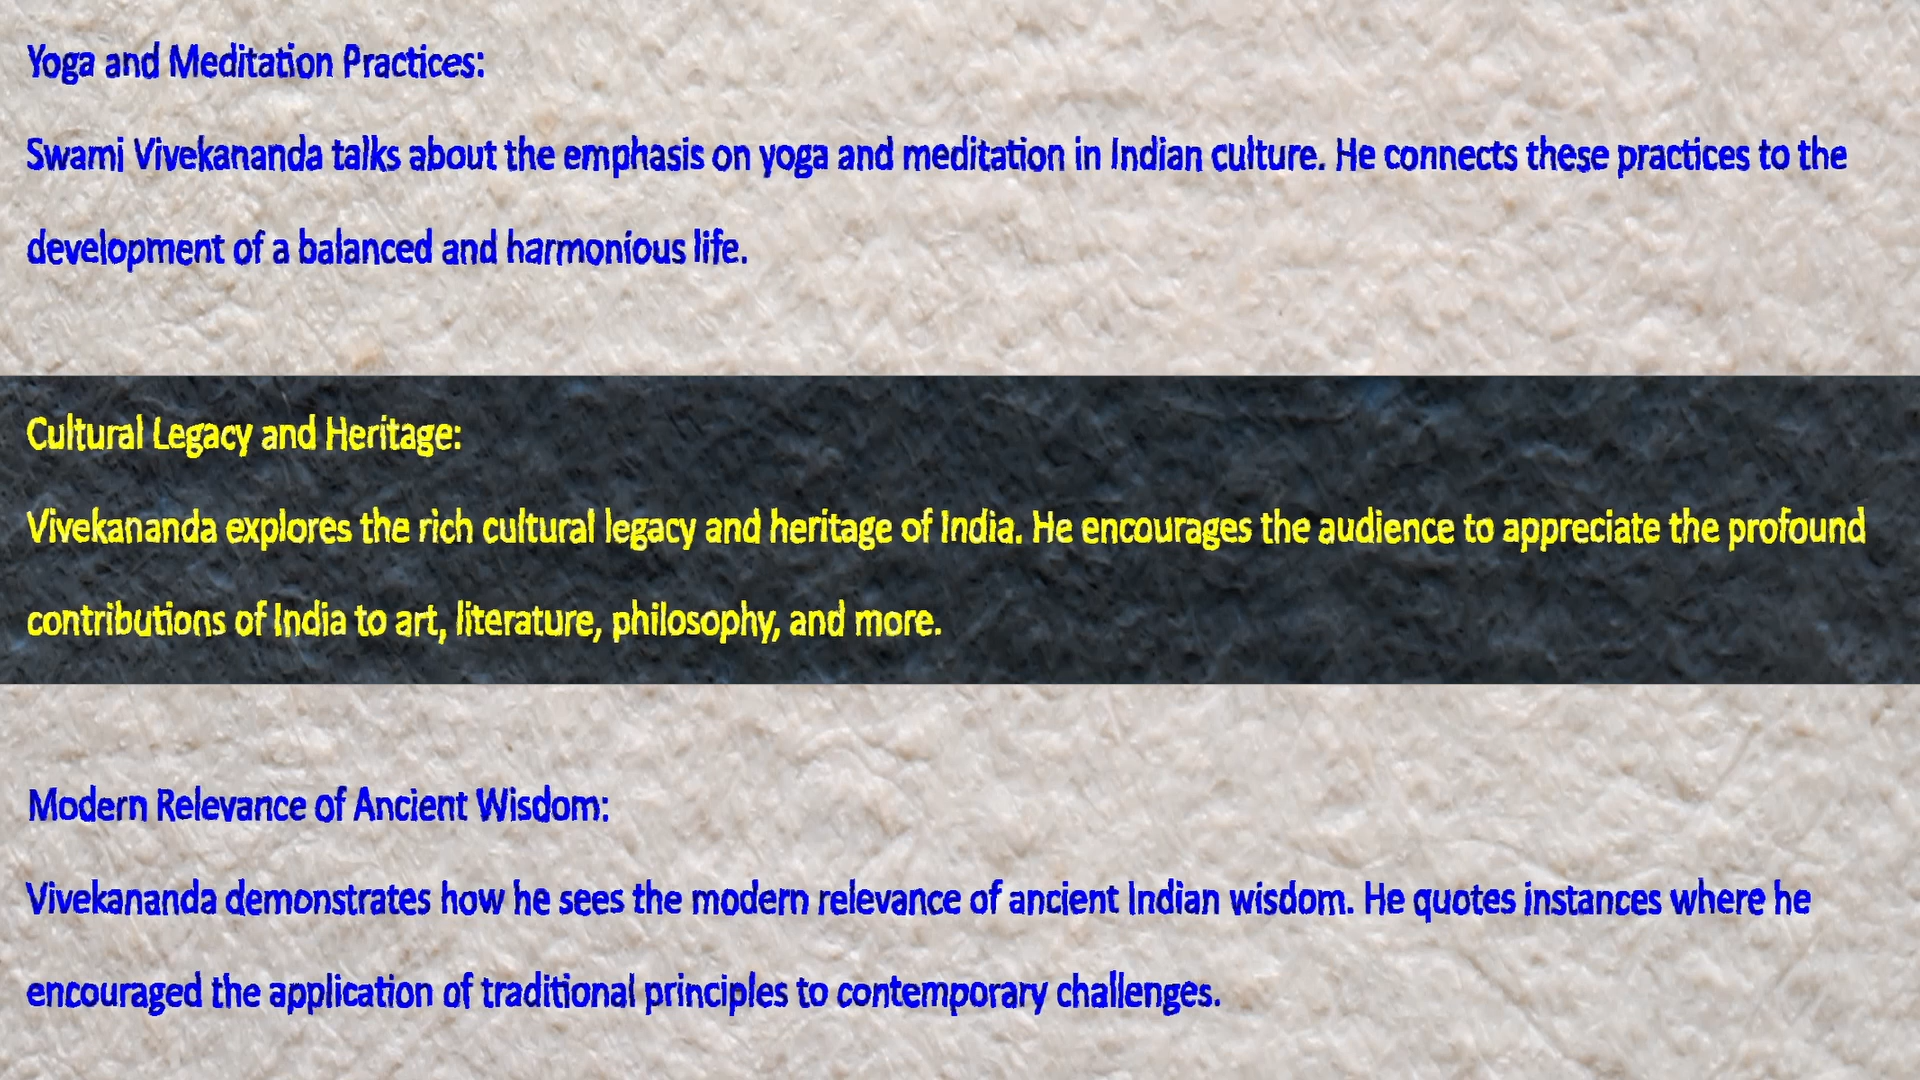 Yoga and Meditation Practices:
Swami Vivekananda talks about the emphasis on yoga and meditation in Indian culture. He connects these practices to the
development of a balanced and harmonious life.
Cultural Legacy and Heritage:
Vivekananda explores the rich cultural legacy and heritage of India. He encourages the audience to appreciate the profound
contributions of India to art, literature, philosophy, and more.
Modern Relevance of Ancient Wisdom:
Vivekananda demonstrates how he sees the modern relevance of ancient Indian wisdom. He quotes instances where he
encouraged the application of traditional principles to contemporary challenges.